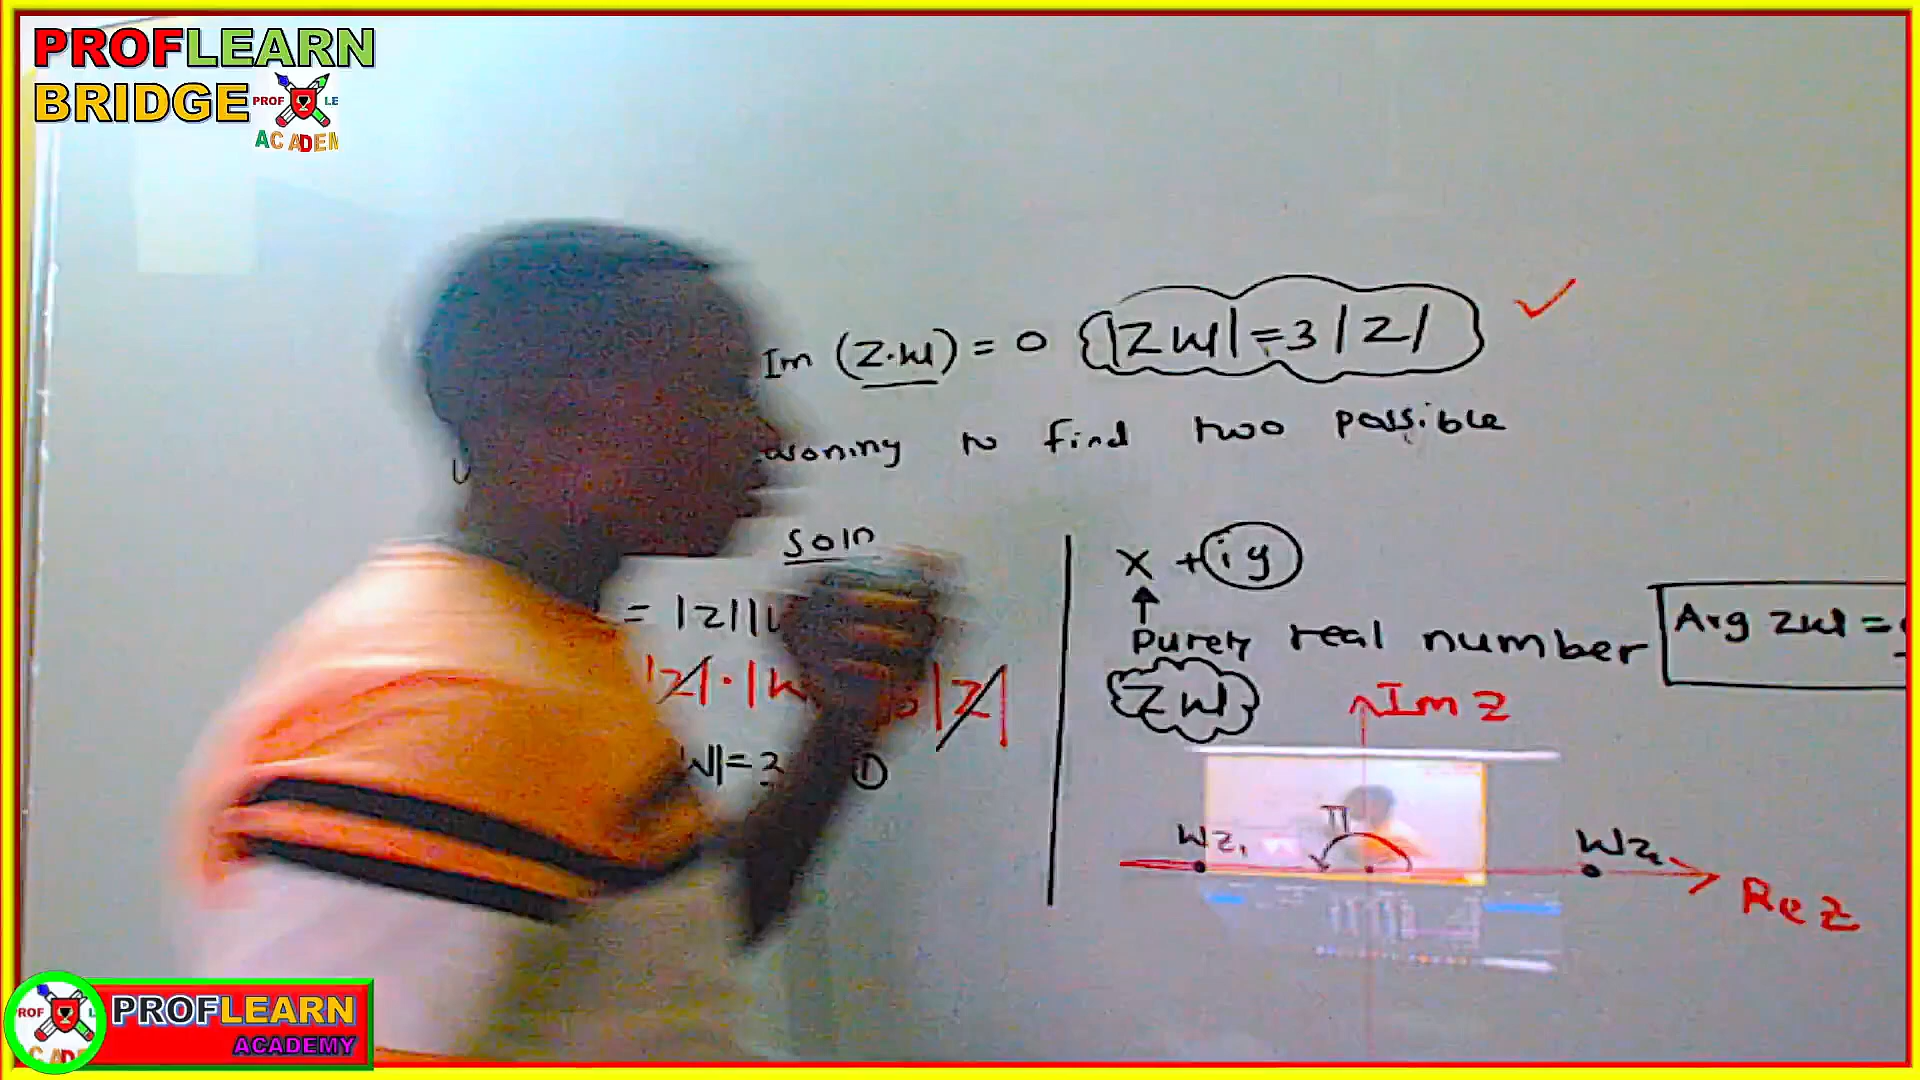 PROFLEARN
BRIDGE
PROF LE
ACADEM
Im (Z·W) = 0 |ZW| = 3|Z|
to find two possible
Soln
= |Z||
|Z|·| |Z|
W|= 3 ①
x + iy
Purely real number
ZW
Arg ZW =
Im Z
π
WZ₁
WZ₂
Re Z
PROFLEARN
ACADEMY